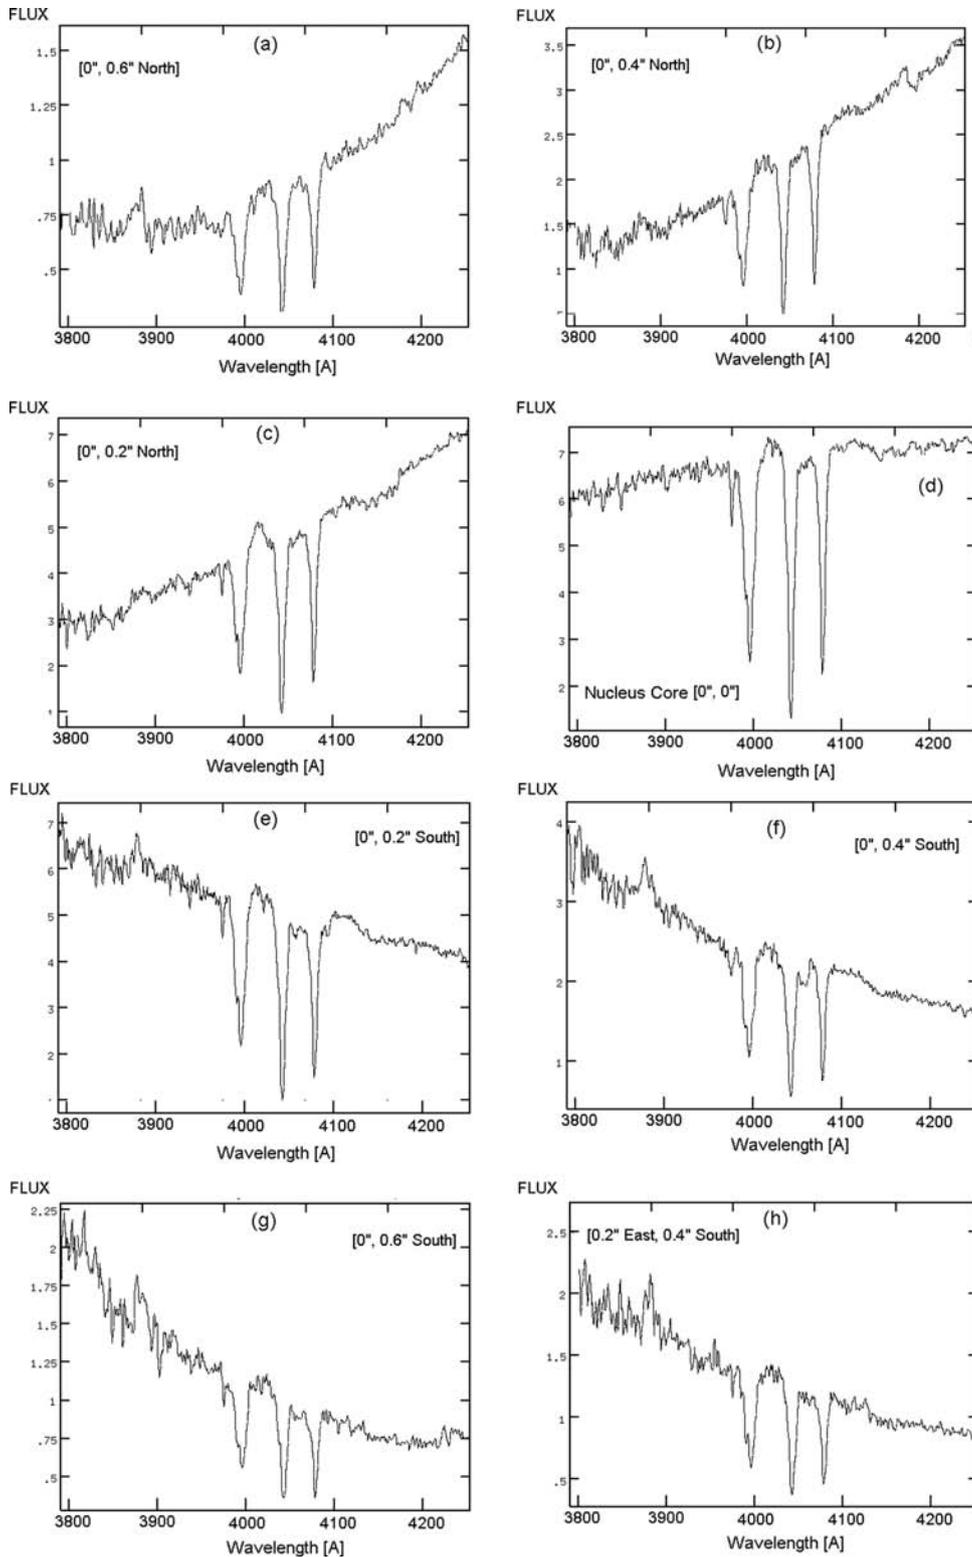 FLUX
(a)
[0", 0.6" North]
1.5
1.25
1
.75
.5
3800 3900 4000 4100 4200
Wavelength [A]
FLUX
(b)
[0", 0.4" North]
3.5
3
2.5
2
1.5
1
3800 3900 4000 4100 4200
Wavelength [A]
FLUX
(c)
[0", 0.2" North]
7
6
5
4
3
2
1
3800 3900 4000 4100 4200
Wavelength [A]
FLUX
(d)
7
6
5
4
3
2
Nucleus Core [0", 0"]
3800 3900 4000 4100 4200
Wavelength [A]
FLUX
(e)
[0", 0.2" South]
7
6
5
4
3
2
1
3800 3900 4000 4100 4200
Wavelength [A]
FLUX
(f)
[0", 0.4" South]
4
3
2
1
3800 3900 4000 4100 4200
Wavelength [A]
FLUX
(g)
[0", 0.6" South]
2.25
2
1.75
1.5
1.25
1
.75
.5
3800 3900 4000 4100 4200
Wavelength [A]
FLUX
(h)
[0.2" East, 0.4" South]
2.5
2
1.5
1
.5
3800 3900 4000 4100 4200
Wavelength [A]